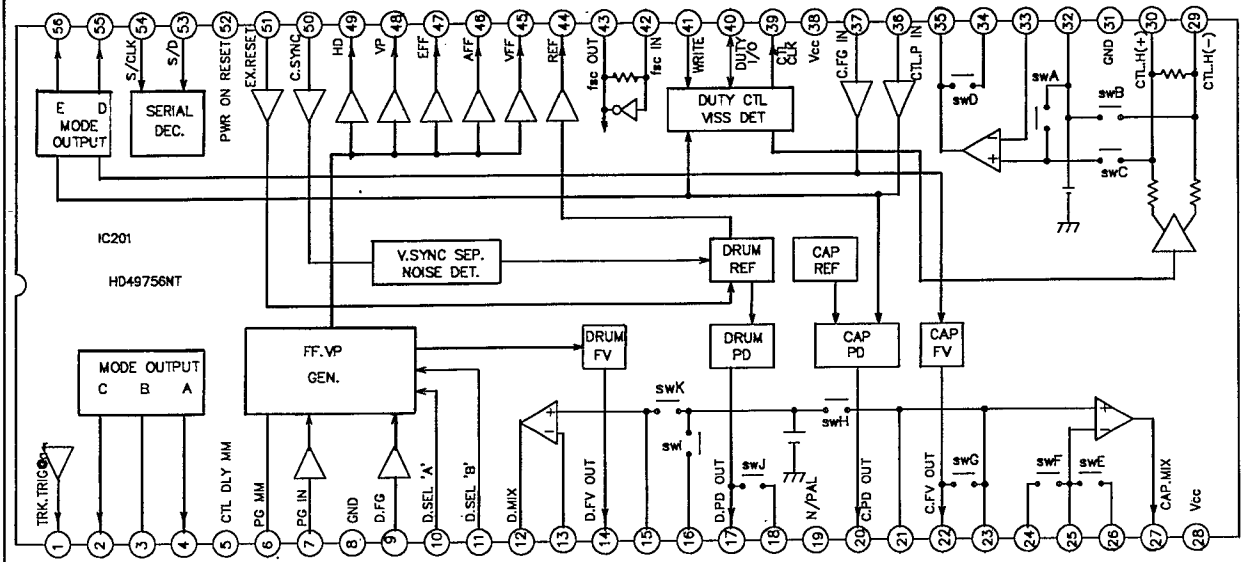 56 55 54 53 52 51 50 49 48 47 46 45 44 43 42 41 40 39 38 37 36 35 34 33 32 31 30 29
S/CLK
S/D
PWR ON RESET
EX.RESET
C.SYNC
HD
VP
EFF
AFF
VFF
REF
fsc OUT
fsc IN
WRITE
DUTY I/O
CTL CLK
Vcc
C.FG IN
CTL.P IN
GND
CTL.H(+)
CTL.H(-)
E D
MODE
OUTPUT
SERIAL
DEC.
DUTY CTL
VISS DET
swD
swA
swB
swC
- +
IC201
HD49756NT
V.SYNC SEP.
NOISE DET.
DRUM
REF
CAP
REF
FF.VP
GEN.
DRUM
FV
DRUM
PD
CAP
PD
CAP
FV
MODE OUTPUT
C B A
swK
swI
swJ
swH
swG
swF
swE
+ -
+ -
TRK.TRIG
CTL DLY MM
PG MM
PG IN
GND
D.FG
D.SEL 'A'
D.SEL 'B'
D.MIX
D.FV OUT
D.PD OUT
N/PAL
C.PD OUT
C.FV OUT
CAP.MIX
Vcc
1 2 3 4 5 6 7 8 9 10 11 12 13 14 15 16 17 18 19 20 21 22 23 24 25 26 27 28